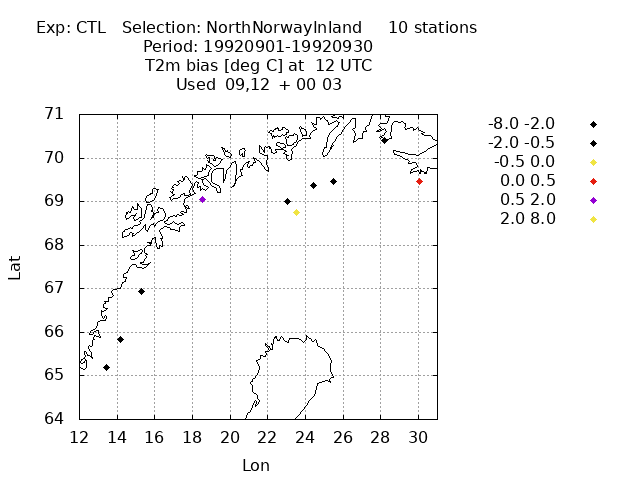 Exp: CTL   Selection: NorthNorwayInland     10 stations
Period: 19920901-19920930
T2m bias [deg C] at  12 UTC
Used  09,12  + 00 03
71
70
69
68
67
66
65
64
Lat
12 14 16 18 20 22 24 26 28 30
Lon
-8.0 -2.0
-2.0 -0.5
-0.5 0.0
0.0 0.5
0.5 2.0
2.0 8.0